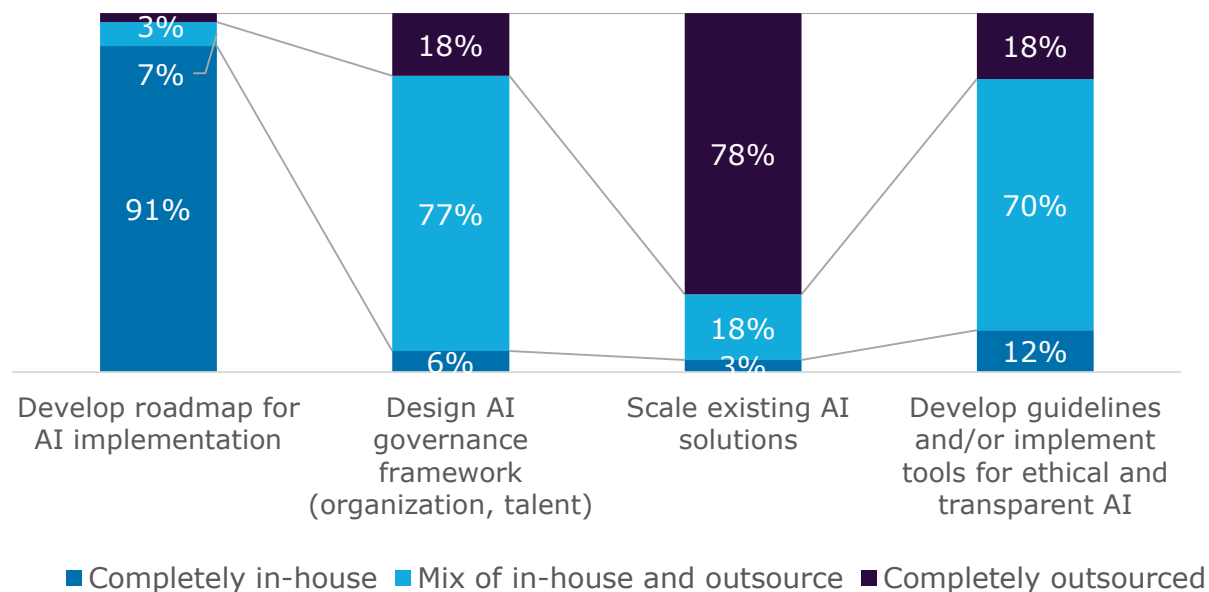 3%
7%
91%
18%
77%
6%
78%
18%
3%
18%
70%
12%
Develop roadmap for
AI implementation
Design AI
governance
framework
(organization, talent)
Scale existing AI
solutions
Develop guidelines
and/or implement
tools for ethical and
transparent AI
Completely in-house
Mix of in-house and outsource
Completely outsourced